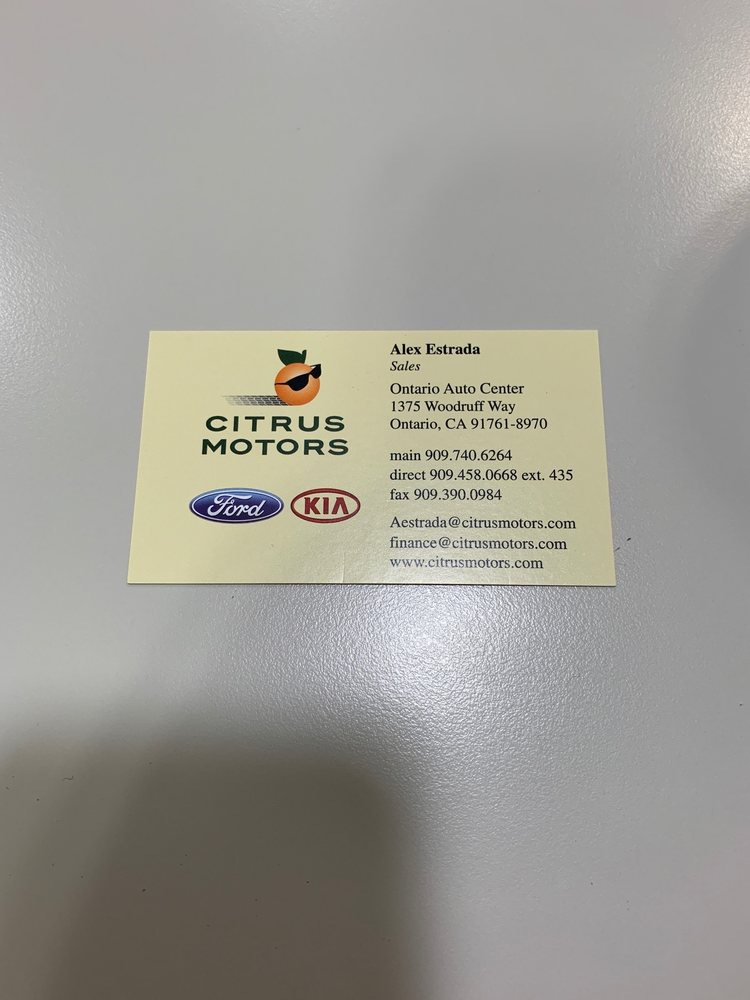 CITRUS
MOTORS
Ford KIA
Alex Estrada
Sales
Ontario Auto Center
1375 Woodruff Way
Ontario, CA 91761-8970
main 909.740.6264
direct 909.458.0668 ext. 435
fax 909.390.0984
Aestrada@citrusmotors.com
finance@citrusmotors.com
www.citrusmotors.com